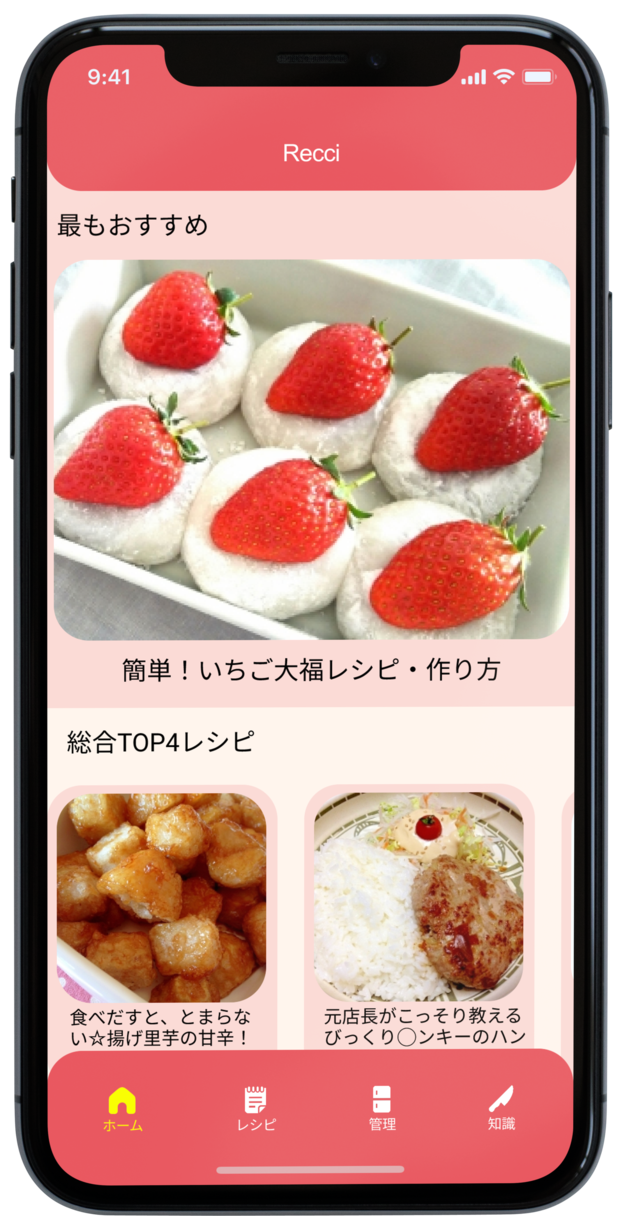 9:41
Recci
最もおすすめ
簡単！いちご大福レシピ・作り方
総合TOP4レシピ
食べだすと、とまらな
い☆揚げ里芋の甘辛！
元店長がこっそり教える
びっくり◯ンキーのハン
ホーム
レシピ
管理
知識